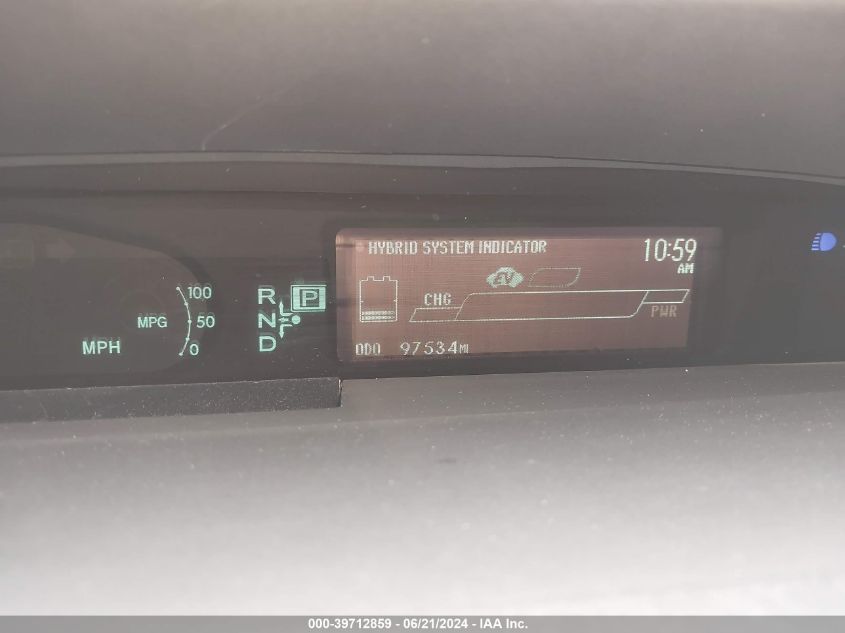 HYBRID SYSTEM INDICATOR
10:59
AM
EV
CHG
PWR
ODO 97534MI
100
MPG 50
0
MPH
R
P
N
D
000-39712859 - 06/21/2024 - IAA Inc.